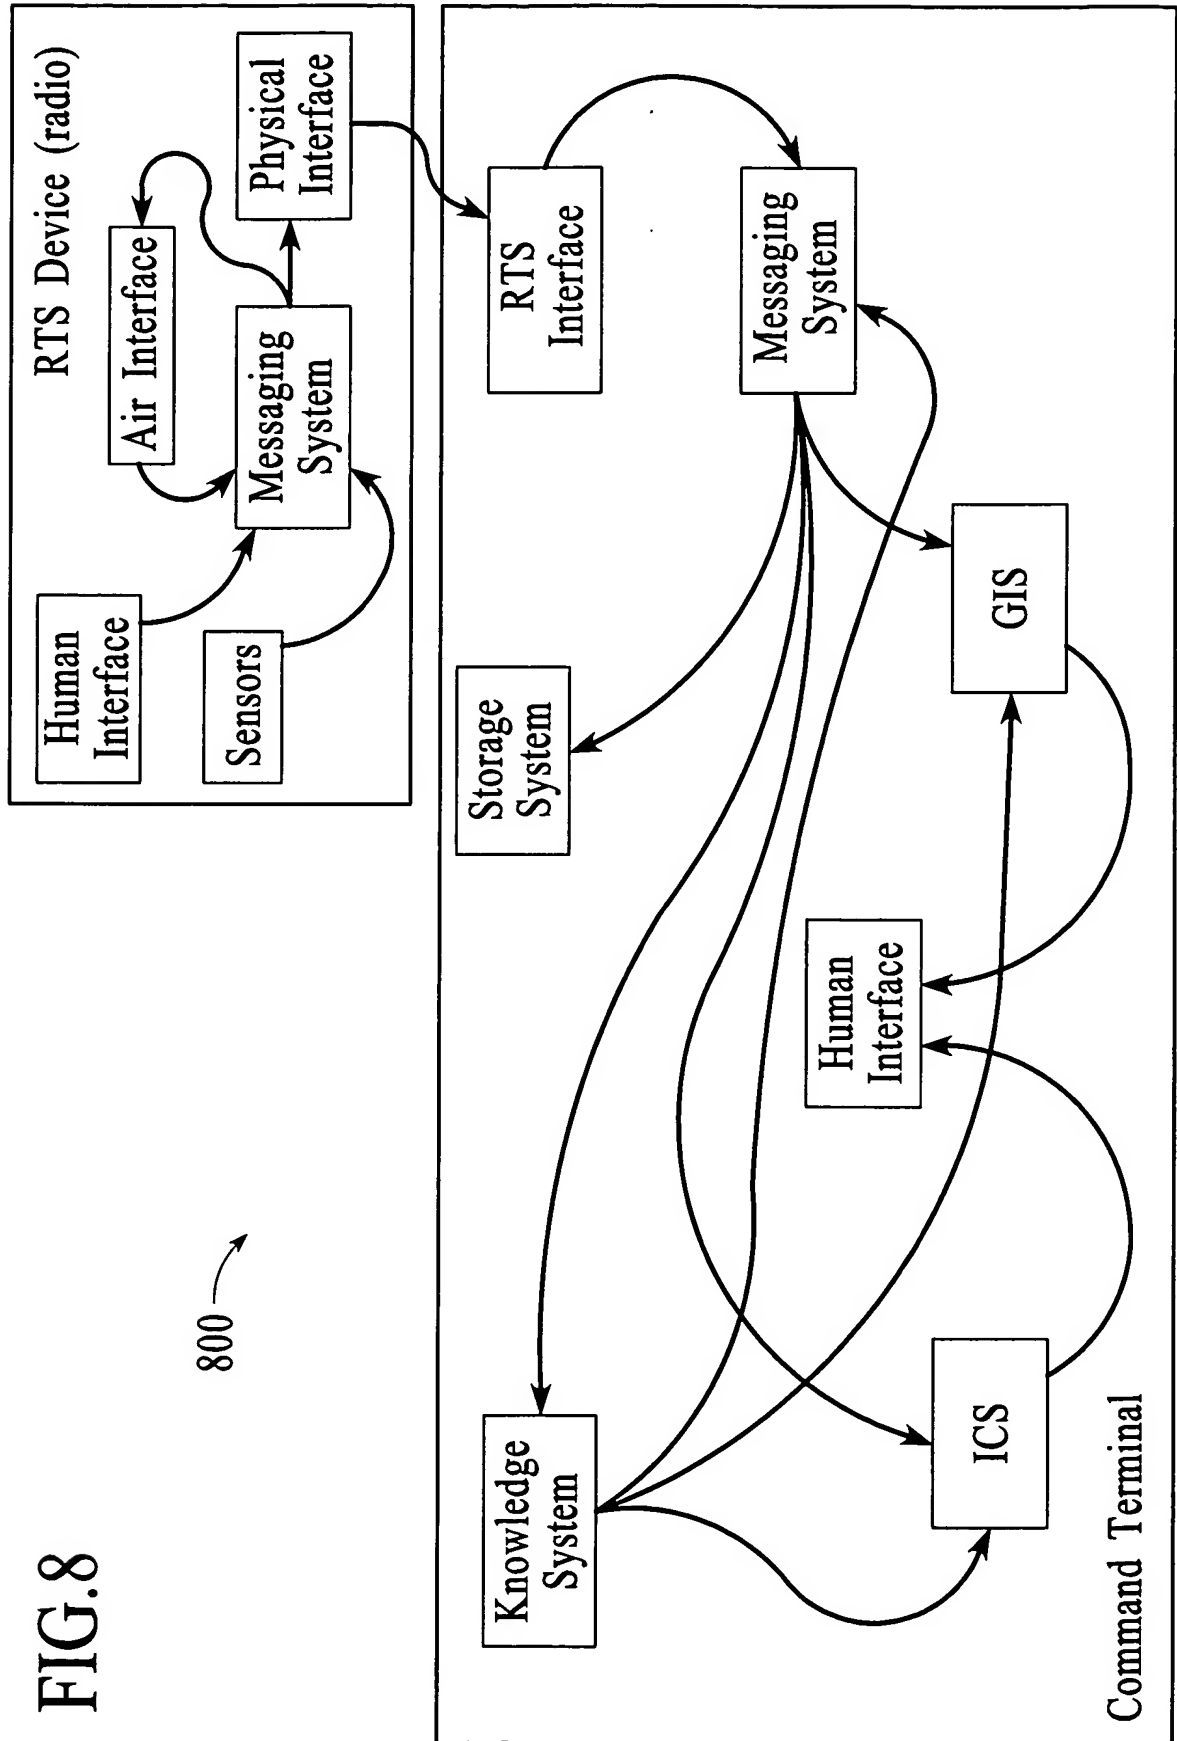 FIG.8
800
RTS Device (radio)
Human
Interface
Air Interface
Sensors
Messaging
System
Physical
Interface
Knowledge
System
Storage
System
RTS
Interface
Human
Interface
Messaging
System
ICS
GIS
Command Terminal